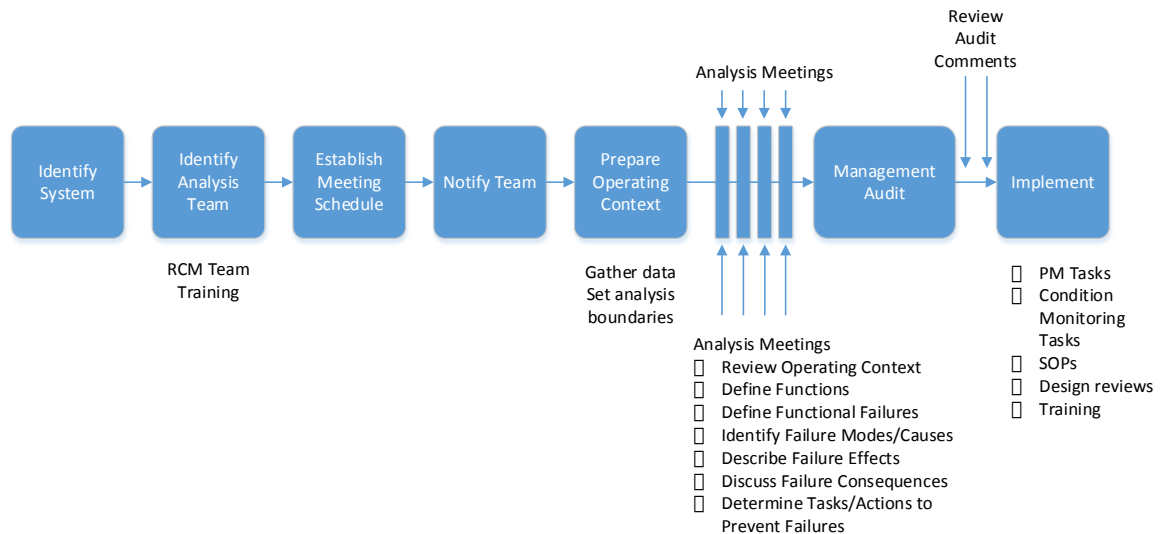 Review
Audit
Comments
Analysis Meetings
Identify
System
Identify
Analysis
Team
Establish
Meeting
Schedule
Notify Team
Prepare
Operating
Context
Management
Audit
Implement
RCM Team
Training
Gather data
Set analysis
boundaries
Analysis Meetings
Review Operating Context
Define Functions
Define Functional Failures
Identify Failure Modes/Causes
Describe Failure Effects
Discuss Failure Consequences
Determine Tasks/Actions to
Prevent Failures
PM Tasks
Condition
Monitoring
Tasks
SOPs
Design reviews
Training